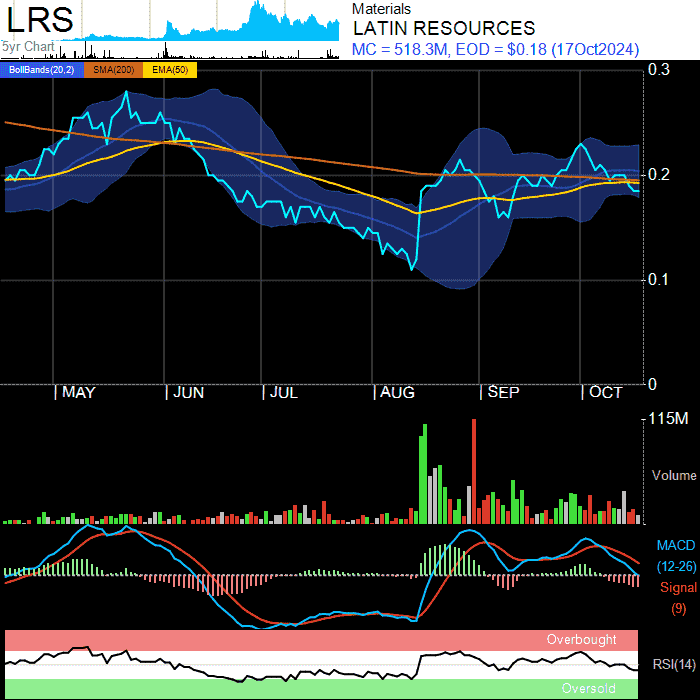 LRS
5yr Chart
Materials
LATIN RESOURCES
MC = 518.3M, EOD = $0.18 (17Oct2024)
BollBands(20,2) SMA(200) EMA(50)
0.3
0.2
0.1
0
MAY JUN JUL AUG SEP OCT
115M
Volume
MACD
(12-26)
Signal
(9)
Overbought
RSI(14)
Oversold